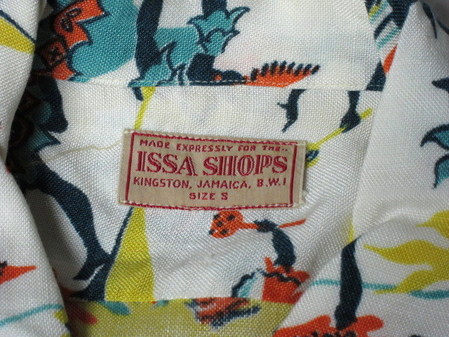 MADE EXPRESSLY FOR THE
ISSA SHOPS
KINGSTON, JAMAICA, B.W.I
SIZE S